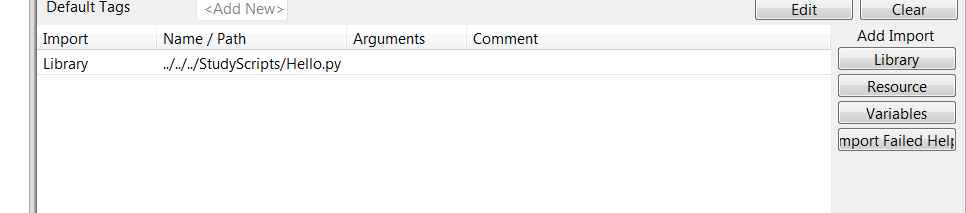 Default Tags <Add New> Edit Clear
Import Name / Path Arguments Comment Add Import
Library ../../../StudyScripts/Hello.py Library
Resource
Variables
mport Failed Help